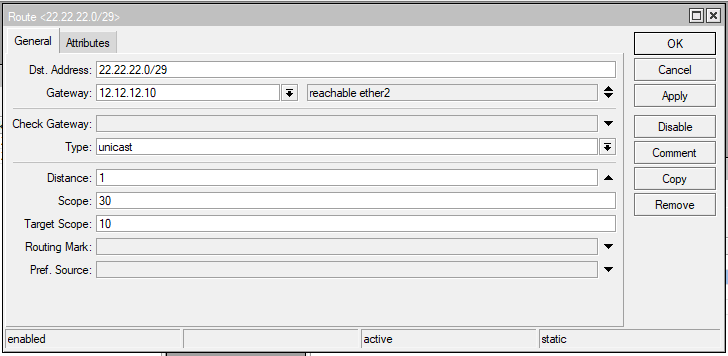 Route <22.22.22.0/29>
General Attributes
Dst. Address: 22.22.22.0/29
Gateway: 12.12.12.10 reachable ether2
Check Gateway:
Type: unicast
Distance: 1
Scope: 30
Target Scope: 10
Routing Mark:
Pref. Source:
OK
Cancel
Apply
Disable
Comment
Copy
Remove
enabled active static